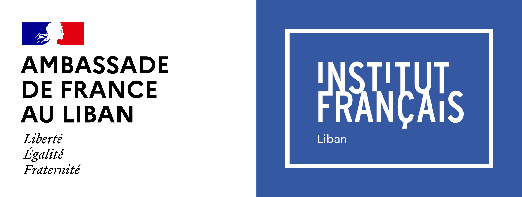 AMBASSADE
DE FRANCE
AU LIBAN
Liberté
Égalité
Fraternité
INSTITUT
FRANÇAIS
Liban